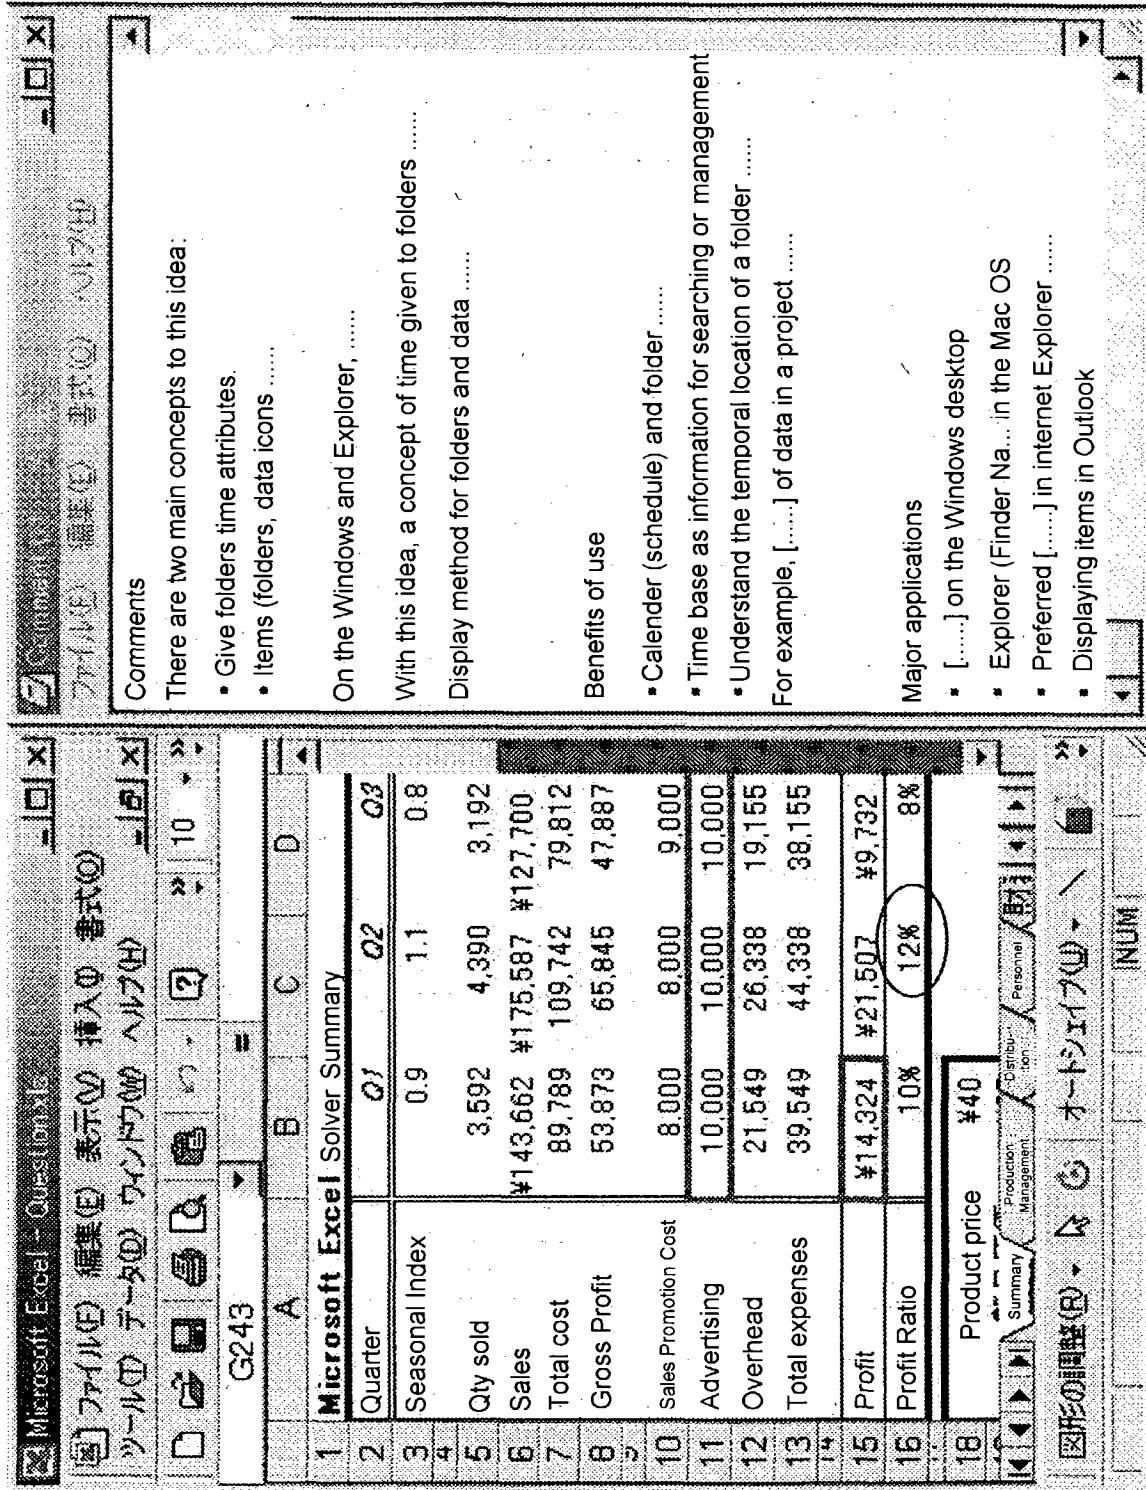 Microsoft Excel - Questions
ファイル(F) 編集(E) 表示(V) 挿入(I) 書式(O)
ツール(T) データ(D) ウィンドウ(W) ヘルプ(H)
10
G243 =
A B C D
1 Microsoft Excel Solver Summary
2 Quarter Q1 Q2 Q3
3 Seasonal Index 0.9 1.1 0.8
4
5 Qty sold 3,592 4,390 3,192
6 Sales ¥143,662 ¥175,587 ¥127,700
7 Total cost 89,789 109,742 79,812
8 Gross Profit 53,873 65,845 47,887
9
10 Sales Promotion Cost 8,000 8,000 9,000
11 Advertising 10,000 10,000 10,000
12 Overhead 21,549 26,338 19,155
13 Total expenses 39,549 44,338 38,155
14
15 Profit ¥14,324 ¥21,507 ¥9,732
16 Profit Ratio 10% 12% 8%
18 Product price ¥40
Summary Production Management Distribu-tion Personnel 財
図形の調整(R) オートシェイプ(U)
NUM
ファイル(F) 編集(E) 書式(O) ヘルプ(H)
Comments
There are two main concepts to this idea:
▪ Give folders time attributes.
▪ Items (folders, data icons ......
On the Windows and Explorer, ......
With this idea, a concept of time given to folders ......
Display method for folders and data ......
Benefits of use
▪ Calender (schedule) and folder......
▪ Time base as information for searching or management
▪ Understand the temporal location of a folder ......
For example, [......] of data in a project ......
Major applications
▪ [......] on the Windows desktop
▪ Explorer (Finder Na... in the Mac OS
▪ Preferred [......] in internet Explorer ......
▪ Displaying items in Outlook